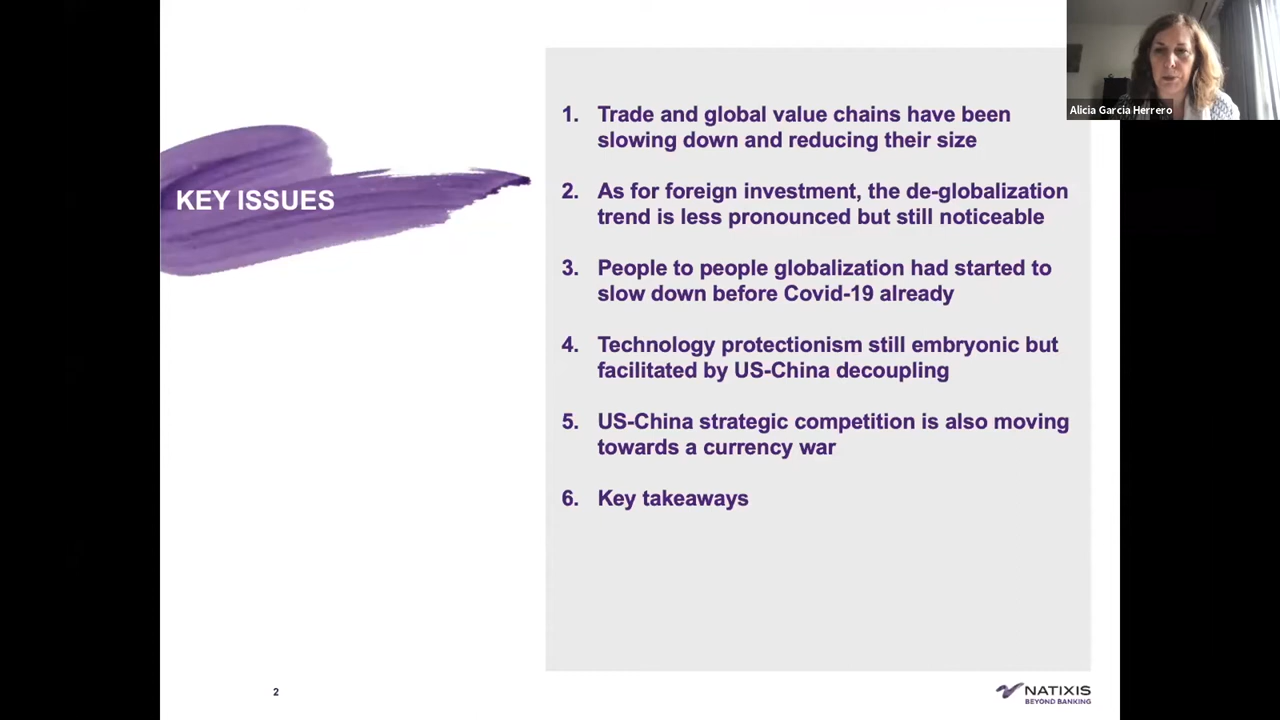 Alicia Garcia Herrero
KEY ISSUES
1. Trade and global value chains have been
slowing down and reducing their size
2. As for foreign investment, the de-globalization
trend is less pronounced but still noticeable
3. People to people globalization had started to
slow down before Covid-19 already
4. Technology protectionism still embryonic but
facilitated by US-China decoupling
5. US-China strategic competition is also moving
towards a currency war
6. Key takeaways
2
NATIXIS
BEYOND BANKING